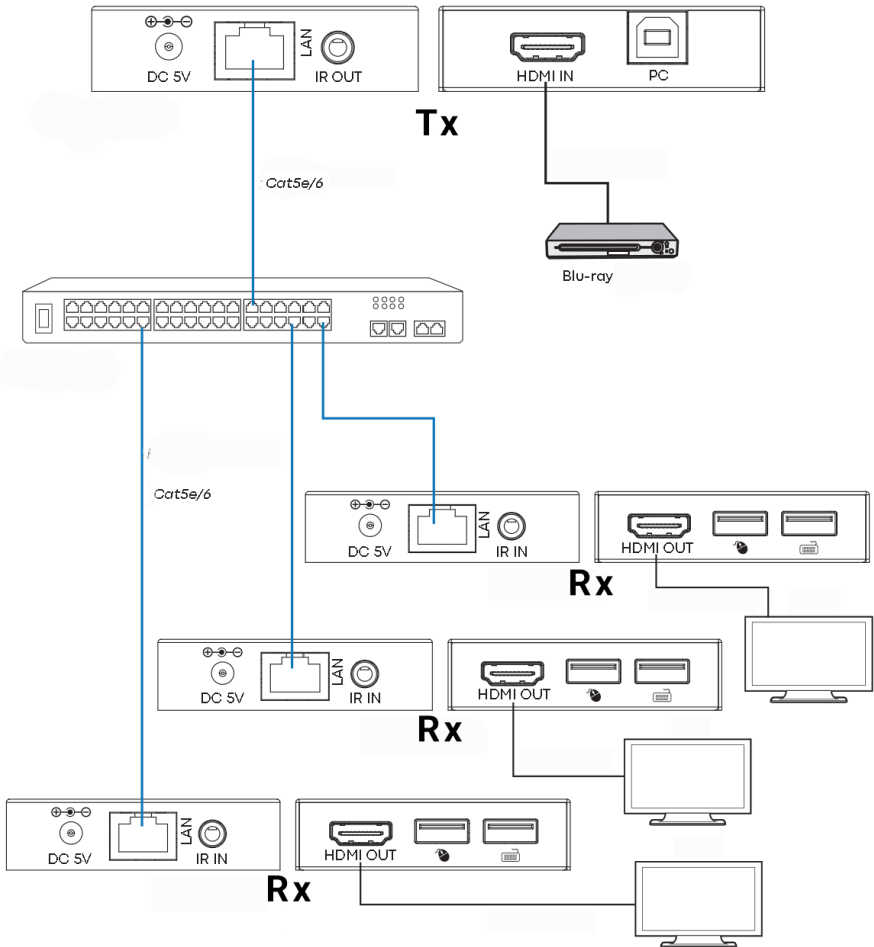 LAN
DC 5V
IR OUT
HDMI IN
PC
Tx
Cat5e/6
Blu-ray
Cat5e/6
LAN
DC 5V
IR IN
HDMI OUT
Rx
LAN
DC 5V
IR IN
HDMI OUT
Rx
LAN
DC 5V
IR IN
HDMI OUT
Rx